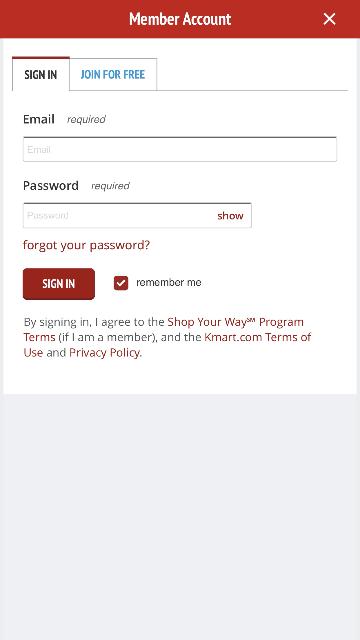 Member Account ✕
SIGN IN
JOIN FOR FREE
Email required
Email
Password required
Password show
forgot your password?
SIGN IN remember me
By signing in, I agree to the Shop Your Way℠ Program
Terms (if I am a member), and the Kmart.com Terms of
Use and Privacy Policy.